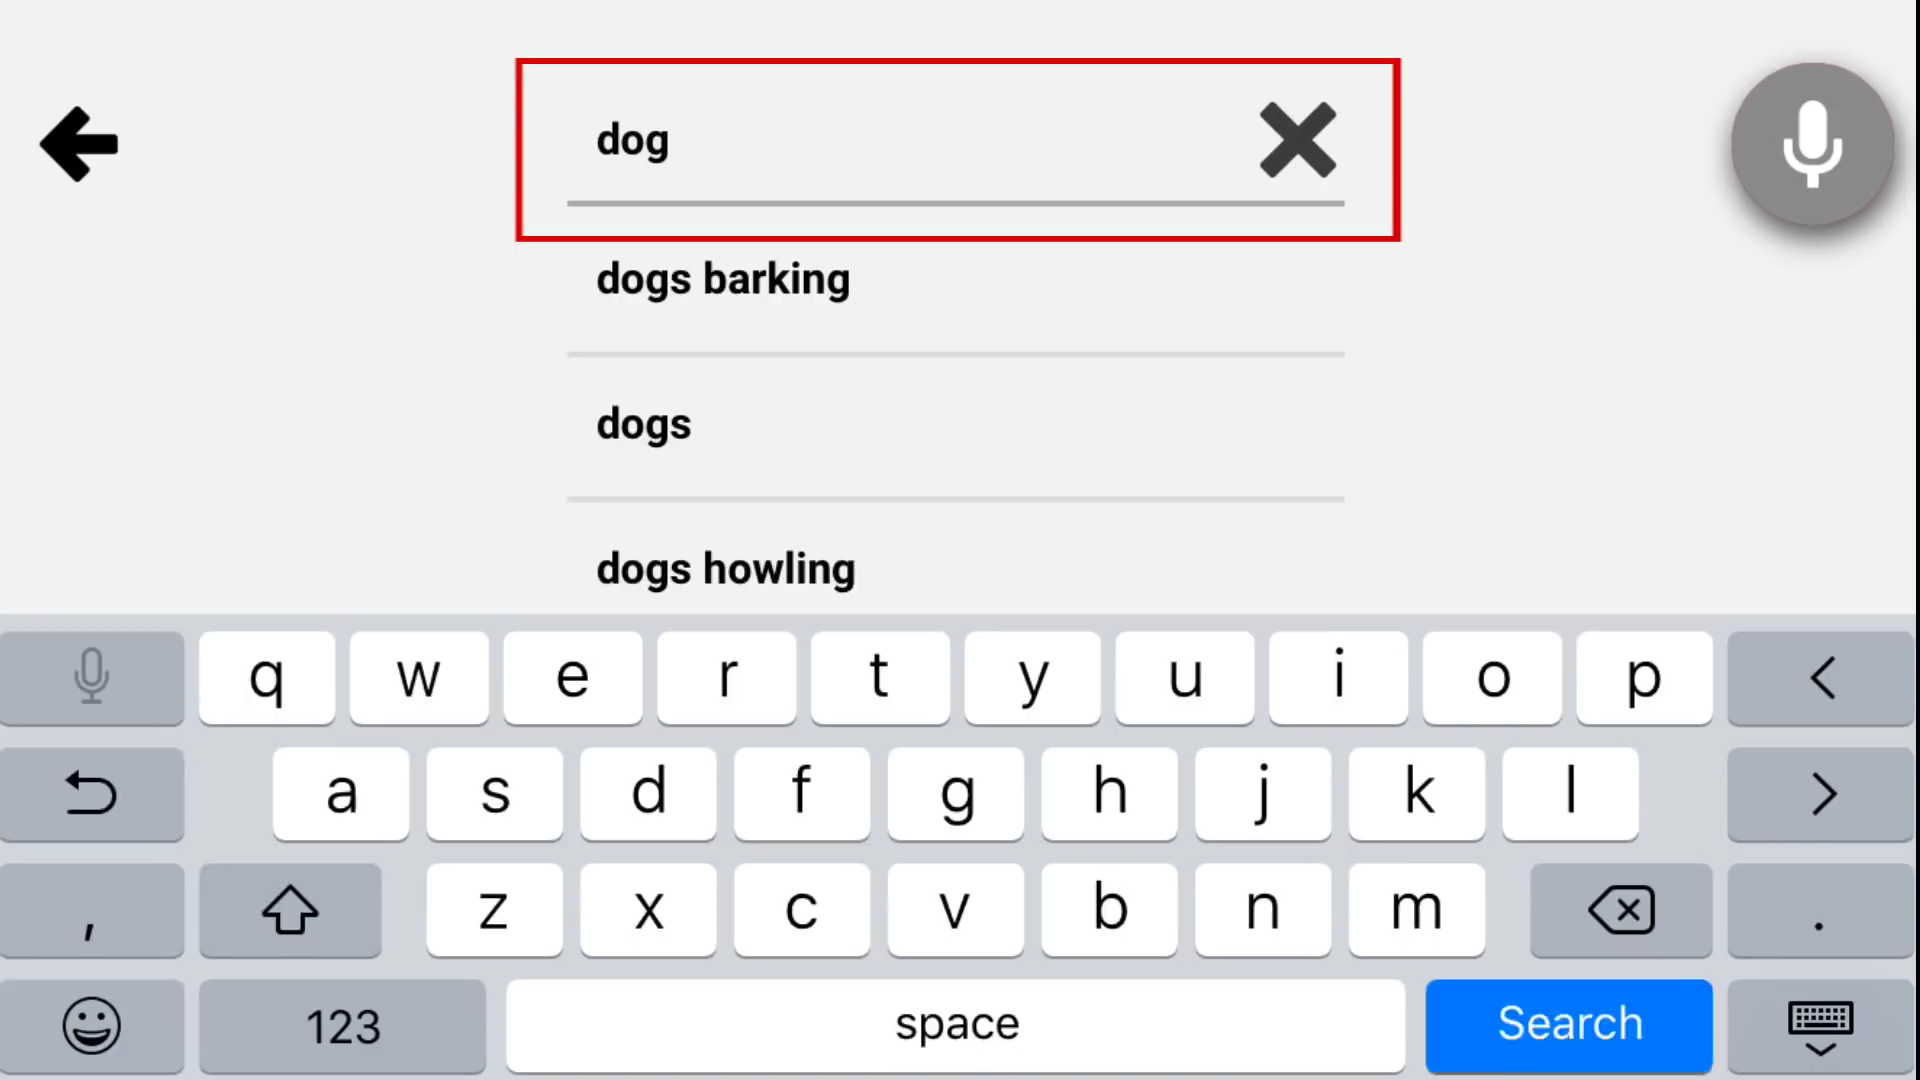 dog
dogs barking
dogs
dogs howling
q w e r t y u i o p <
a s d f g h j k l >
, z x c v b n m .
123 space Search